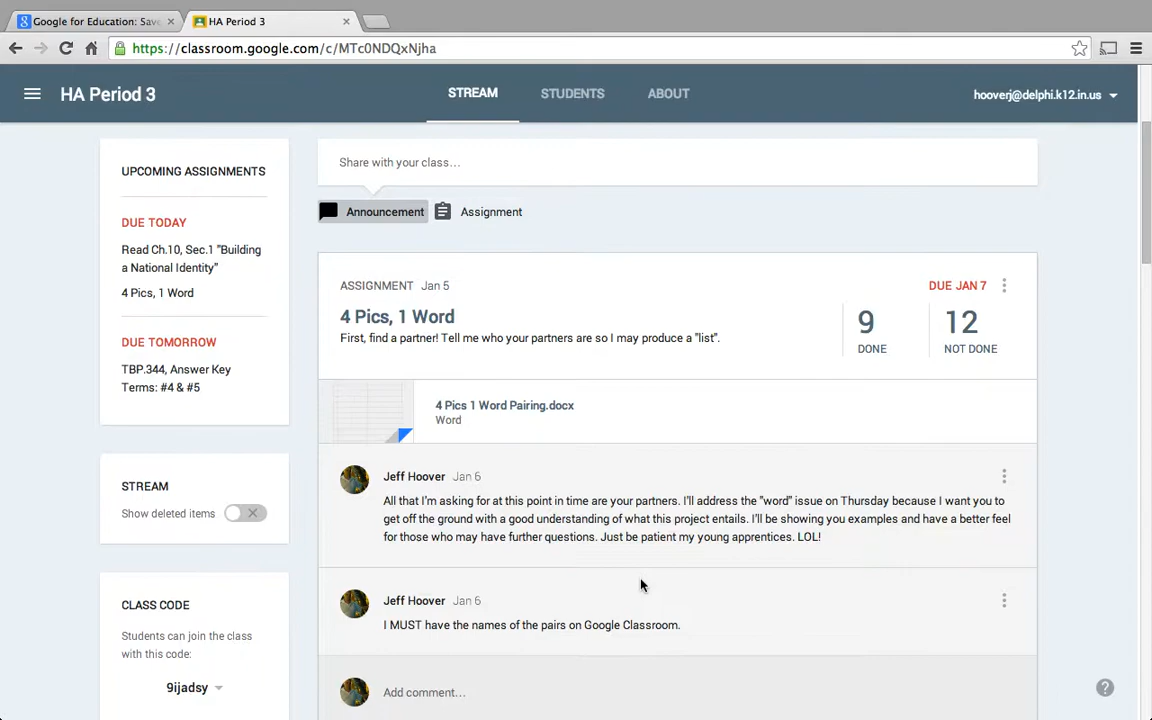 Google for Education: Save
HA Period 3
https://classroom.google.com/c/MTc0NDQxNjha
HA Period 3
STREAM
STUDENTS
ABOUT
hooverj@delphi.k12.in.us
UPCOMING ASSIGNMENTS
DUE TODAY
Read Ch.10, Sec.1 "Building
a National Identity"
4 Pics, 1 Word
DUE TOMORROW
TBP.344, Answer Key
Terms: #4 & #5
STREAM
Show deleted items
CLASS CODE
Students can join the class
with this code:
9ijadsy
Share with your class...
Announcement
Assignment
ASSIGNMENT Jan 5
DUE JAN 7
4 Pics, 1 Word
First, find a partner! Tell me who your partners are so I may produce a "list".
9
DONE
12
NOT DONE
4 Pics 1 Word Pairing.docx
Word
Jeff Hoover Jan 6
All that I'm asking for at this point in time are your partners. I'll address the "word" issue on Thursday because I want you to
get off the ground with a good understanding of what this project entails. I'll be showing you examples and have a better feel
for those who may have further questions. Just be patient my young apprentices. LOL!
Jeff Hoover Jan 6
I MUST have the names of the pairs on Google Classroom.
Add comment...